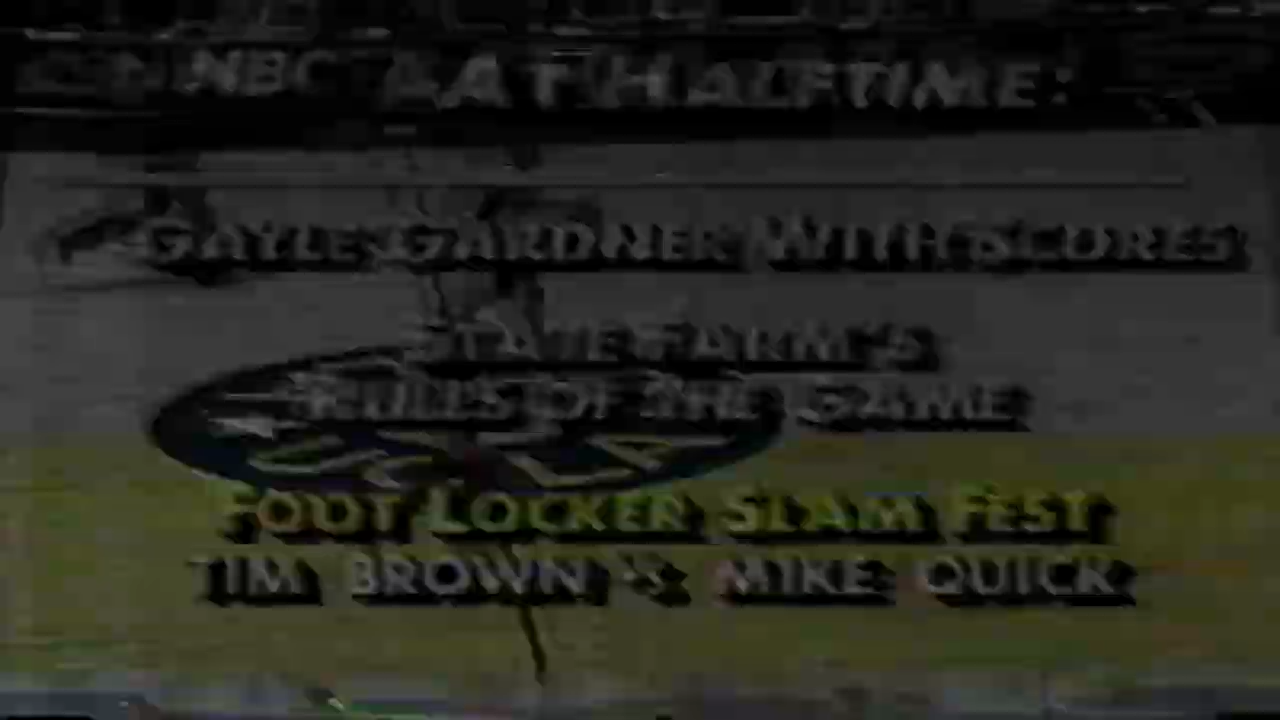 NBC AT HALFTIME:
GAYLE GARDNER WITH SCORES
STATE FARM'S
"RULES OF THE GAME"
FOOT LOCKER SLAM FEST
TIM BROWN VS MIKE QUICK